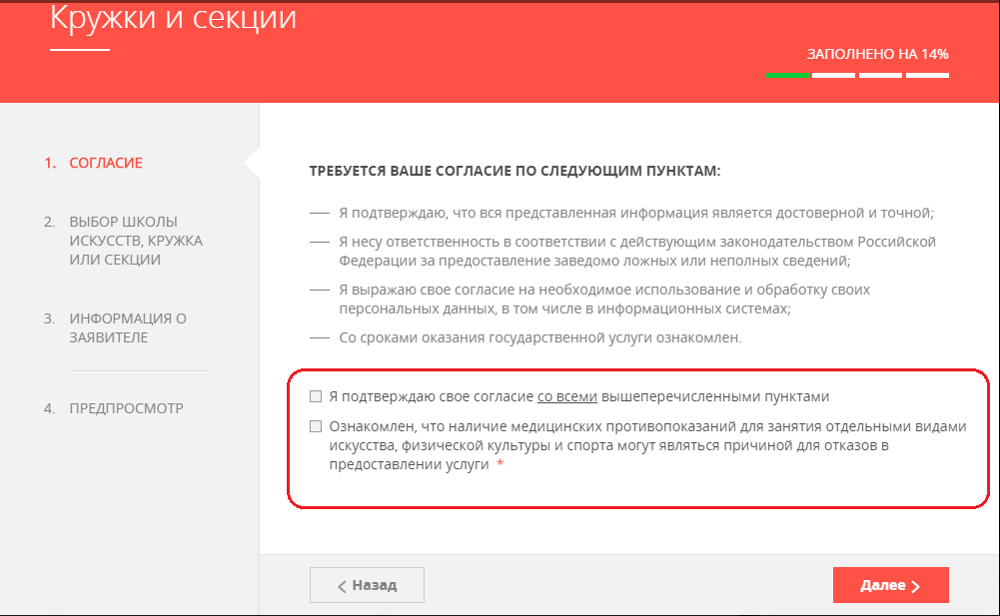 Кружки и секции
ЗАПОЛНЕНО НА 14%
1. СОГЛАСИЕ
2. ВЫБОР ШКОЛЫ
ИСКУССТВ, КРУЖКА
ИЛИ СЕКЦИИ
3. ИНФОРМАЦИЯ О
ЗАЯВИТЕЛЕ
4. ПРЕДПРОСМОТР
ТРЕБУЕТСЯ ВАШЕ СОГЛАСИЕ ПО СЛЕДУЮЩИМ ПУНКТАМ:
— Я подтверждаю, что вся представленная информация является достоверной и точной;
— Я несу ответственность в соответствии с действующим законодательством Российской
Федерации за предоставление заведомо ложных или неполных сведений;
— Я выражаю свое согласие на необходимое использование и обработку своих
персональных данных, в том числе в информационных системах;
— Со сроками оказания государственной услуги ознакомлен.
Я подтверждаю свое согласие со всеми вышеперечисленными пунктами
Ознакомлен, что наличие медицинских противопоказаний для занятия отдельными видами
искусства, физической культуры и спорта могут являться причиной для отказов в
предоставлении услуги *
Назад
Далее